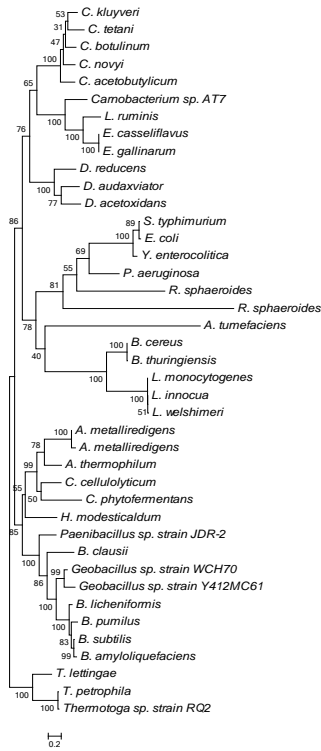 53 C. kluyveri
31 C. tetani
47 C. botulinum
C. novyi
100 C. acetobutylicum
65
Carnobacterium sp. AT7
L. ruminis
100 E. casseliflavus
100 E. gallinarum
76
D. reducens
100 D. audaxviator
77 D. acetoxidans
86
89 S. typhimurium
E. coli
100
69 Y. enterocolitica
55 P. aeruginosa
81 R. sphaeroides
R. sphaeroides
78 A. tumefaciens
40
100 B. cereus
B. thuringiensis
100 L. monocytogenes
100 L. innocua
51 L. welshimeri
100 A. metalliredigens
78 A. metalliredigens
99 A. thermophilum
C. cellulolyticum
55 50 C. phytofermentans
H. modesticaldum
85 Paenibacillus sp. strain JDR-2
100 B. clausii
99 Geobacillus sp. strain WCH70
86 Geobacillus sp. strain Y412MC61
100 B. licheniformis
100 B. pumilus
83 B. subtilis
99 B. amyloliquefaciens
T. lettingae
100 T. petrophila
100 Thermotoga sp. strain RQ2
0.2